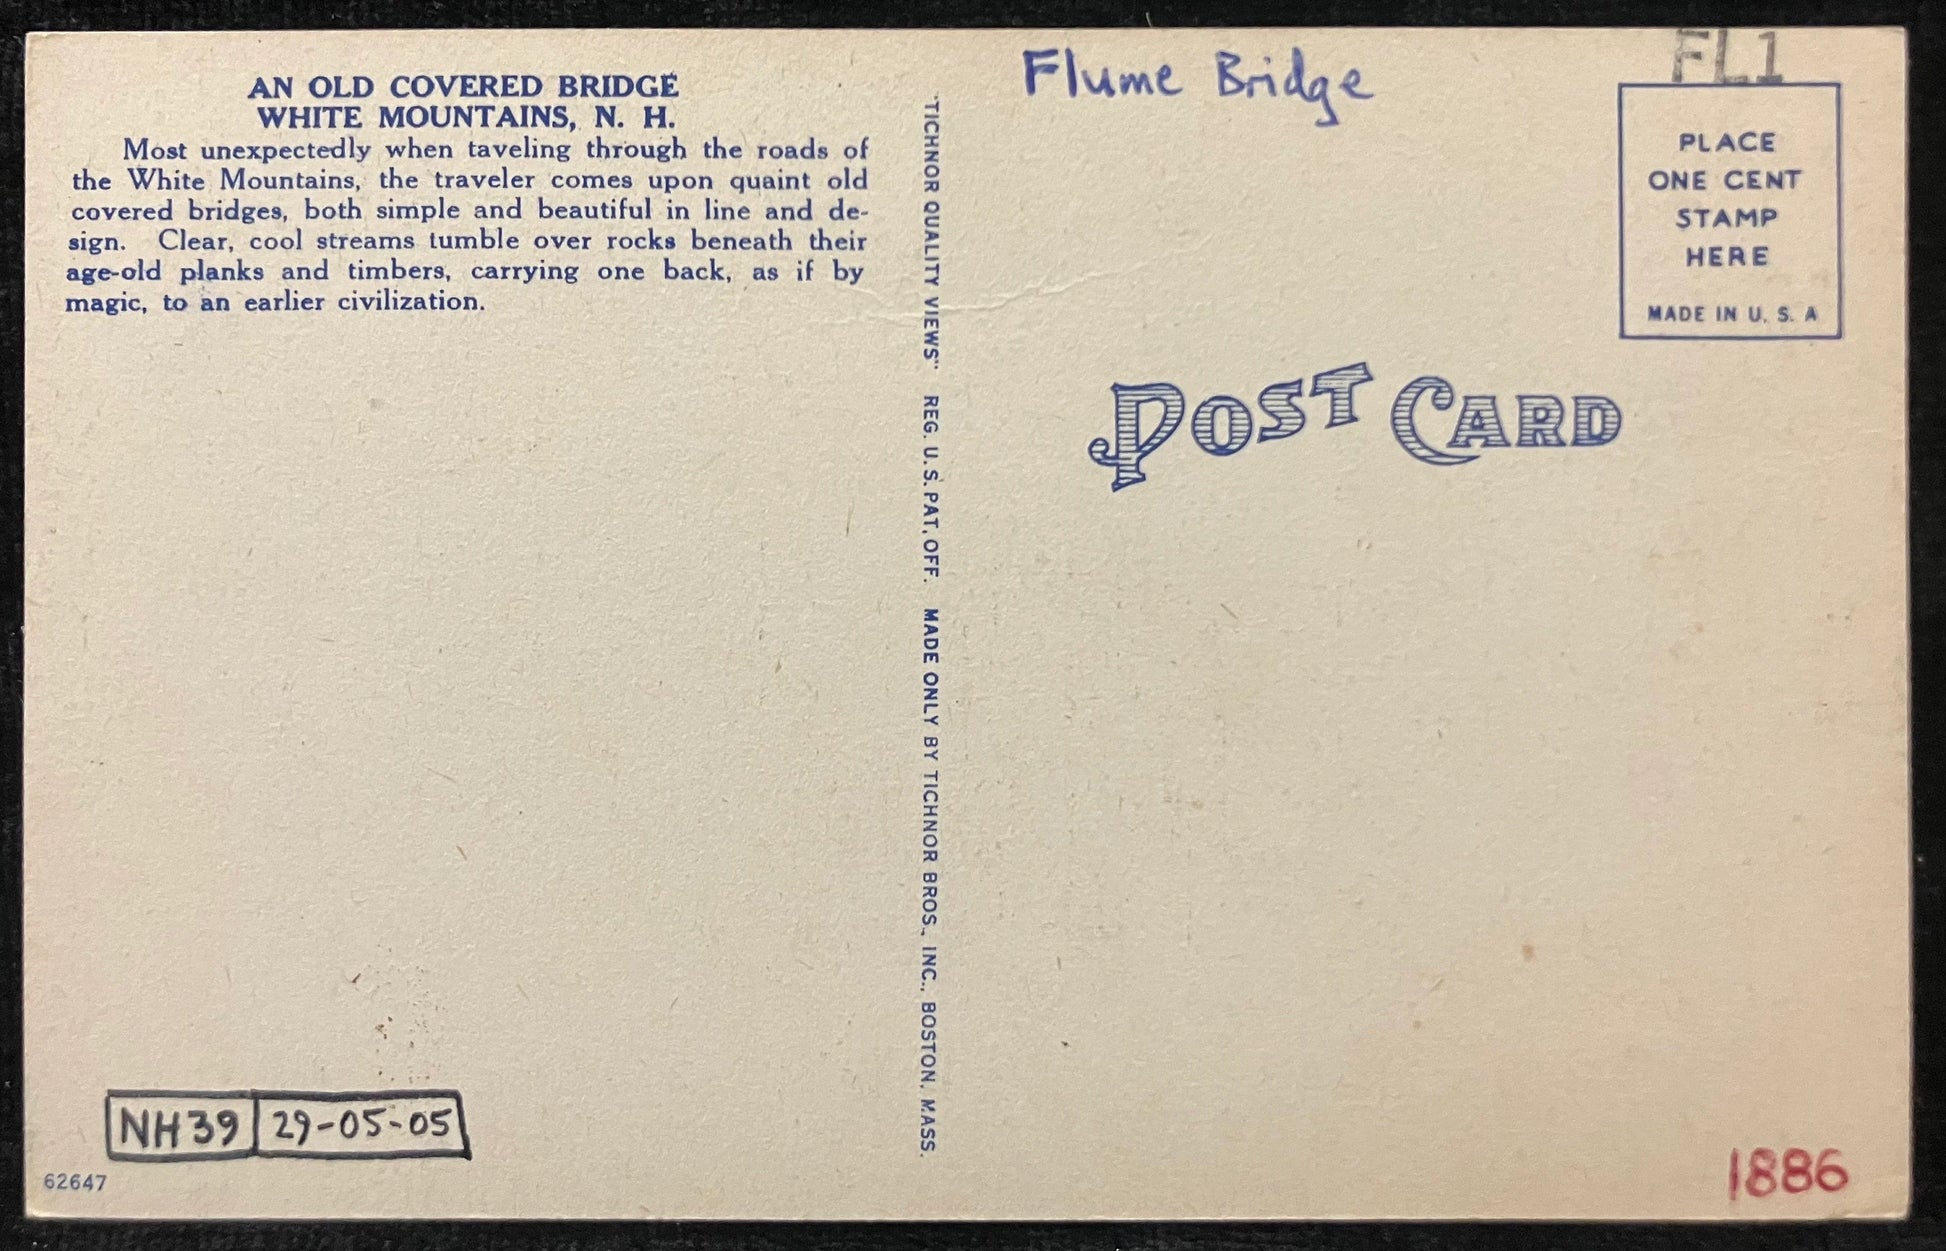 AN OLD COVERED BRIDGE
WHITE MOUNTAINS, N. H.
Most unexpectedly when taveling through the roads of
the White Mountains, the traveler comes upon quaint old
covered bridges, both simple and beautiful in line and de-
sign. Clear, cool streams tumble over rocks beneath their
age-old planks and timbers, carrying one back, as if by
magic, to an earlier civilization.
NH39 29-05-05
62647
"TICHNOR QUALITY VIEWS" REG. U. S. PAT. OFF. MADE ONLY BY TICHNOR BROS., INC., BOSTON, MASS.
Flume Bridge
FL1
PLACE
ONE CENT
STAMP
HERE
MADE IN U. S. A
POST CARD
1886